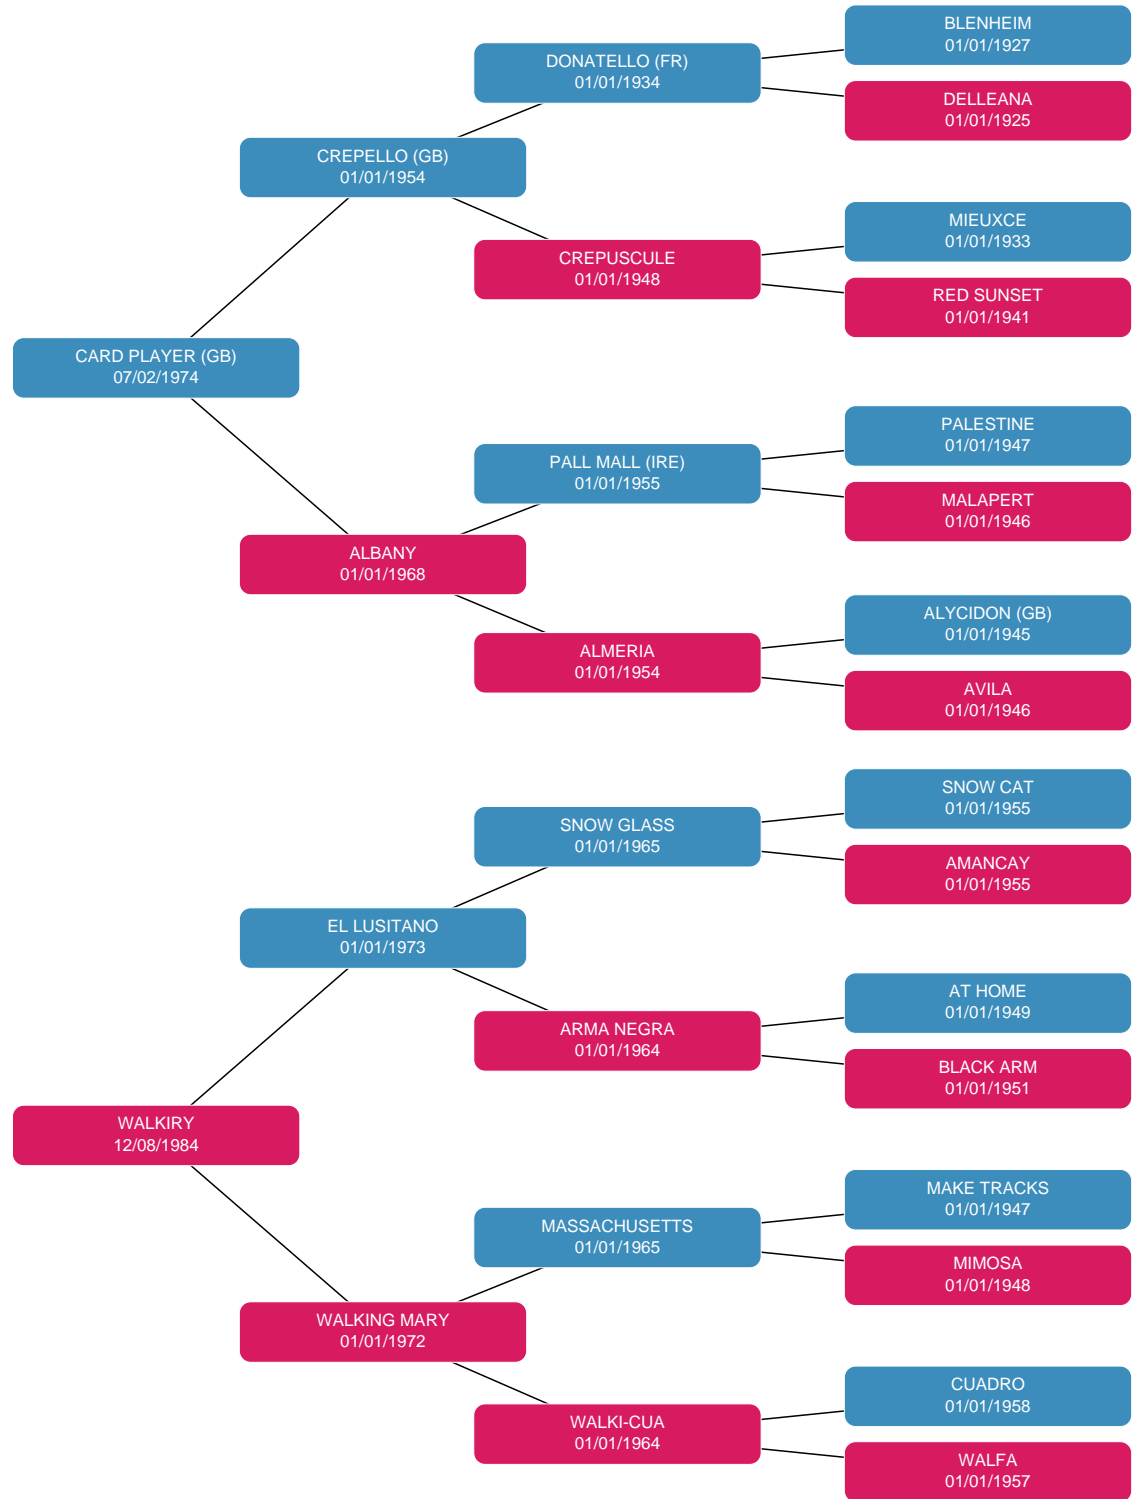 BLENHEIM
01/01/1927
DONATELLO (FR)
01/01/1934
DELLEANA
01/01/1925
CREPELLO (GB)
01/01/1954
MIEUXCE
01/01/1933
CREPUSCULE
01/01/1948
RED SUNSET
01/01/1941
CARD PLAYER (GB)
07/02/1974
PALESTINE
01/01/1947
PALL MALL (IRE)
01/01/1955
MALAPERT
01/01/1946
ALBANY
01/01/1968
ALYCIDON (GB)
01/01/1945
ALMERIA
01/01/1954
AVILA
01/01/1946
SNOW CAT
01/01/1955
SNOW GLASS
01/01/1965
AMANCAY
01/01/1955
EL LUSITANO
01/01/1973
AT HOME
01/01/1949
ARMA NEGRA
01/01/1964
BLACK ARM
01/01/1951
WALKIRY
12/08/1984
MAKE TRACKS
01/01/1947
MASSACHUSETTS
01/01/1965
MIMOSA
01/01/1948
WALKING MARY
01/01/1972
CUADRO
01/01/1958
WALKI-CUA
01/01/1964
WALFA
01/01/1957